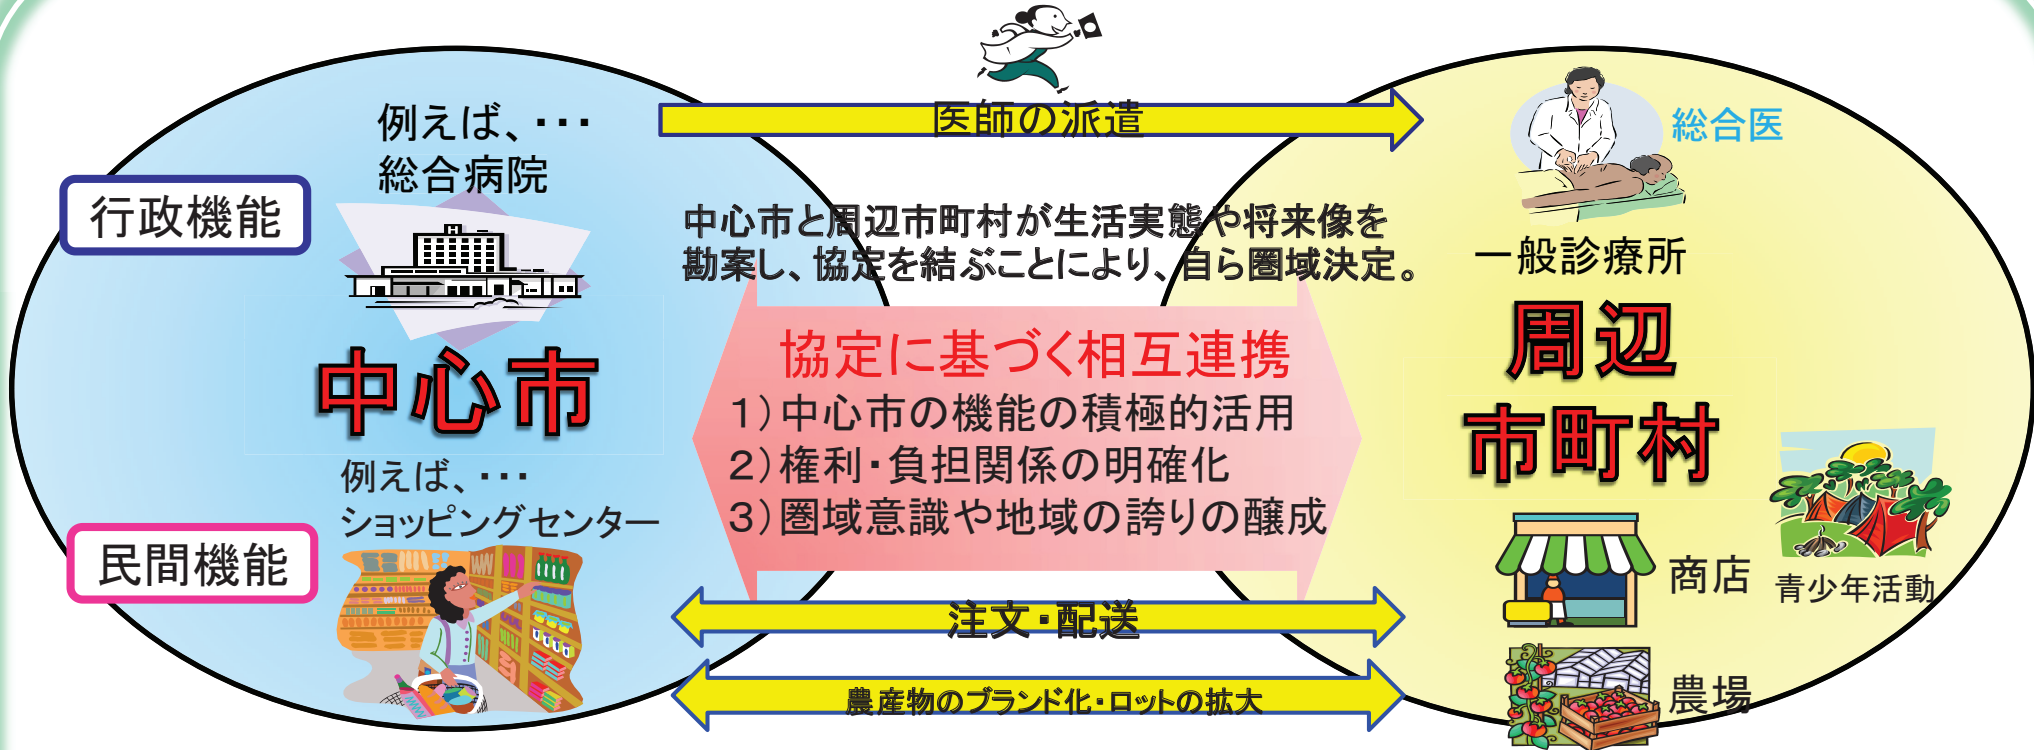 例えば、・・・
総合病院
行政機能
中心市
例えば、・・・
ショッピングセンター
民間機能
医師の派遣
中心市と周辺市町村が生活実態や将来像を
勘案し、協定を結ぶことにより、自ら圏域決定。
協定に基づく相互連携
1)中心市の機能の積極的活用
2)権利・負担関係の明確化
3)圏域意識や地域の誇りの醸成
注文・配送
農産物のブランド化・ロットの拡大
総合医
一般診療所
周辺
市町村
商店
青少年活動
農場
H